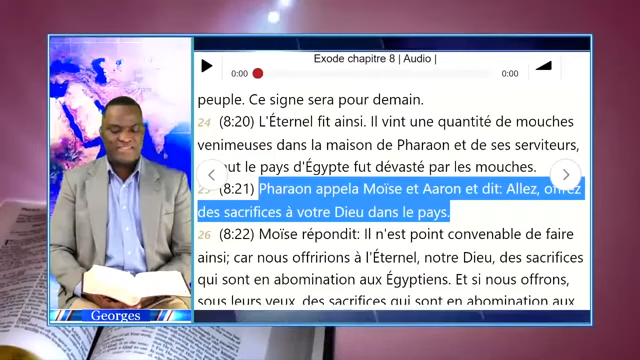 Exode chapitre 8 | Audio |
0:00
0:00
peuple. Ce signe sera pour demain.
24 (8:20) L'Éternel fit ainsi. Il vint une quantité de mouches
venimeuses dans la maison de Pharaon et de ses serviteurs,
tout le pays d'Égypte fut dévasté par les mouches.
25 (8:21) Pharaon appela Moïse et Aaron et dit: Allez, offrez
des sacrifices à votre Dieu dans le pays.
26 (8:22) Moïse répondit: Il n'est point convenable de faire
ainsi; car nous offririons à l'Éternel, notre Dieu, des sacrifices
qui sont en abomination aux Égyptiens. Et si nous offrons,
sous leurs yeux, des sacrifices qui sont en abomination aux
Georges